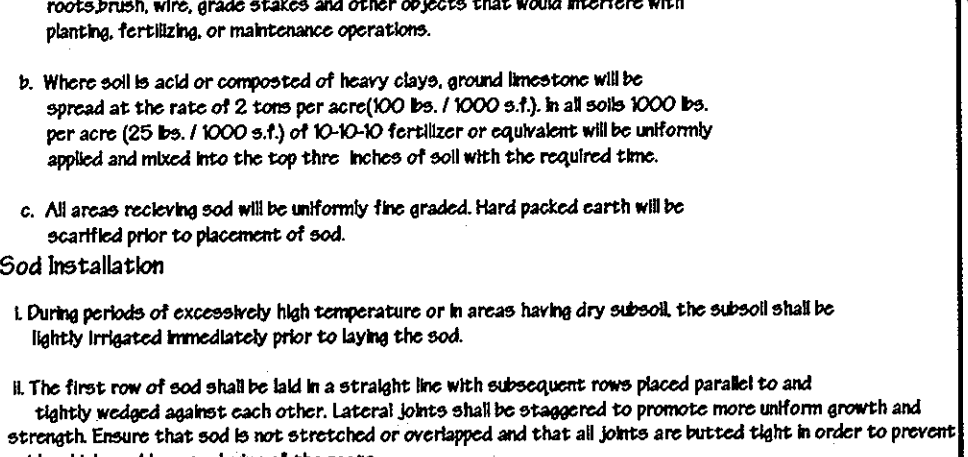 roots,brush, wire, grade stakes and other objects that would interfere with
planting, fertilizing, or maintenance operations.
b. Where soil is acid or composted of heavy clays, ground limestone will be
spread at the rate of 2 tons per acre(100 lbs. / 1000 s.f.). In all soils 1000 lbs.
per acre (25 lbs. / 1000 s.f.) of 10-10-10 fertilizer or equivalent will be uniformly
applied and mixed into the top thre inches of soil with the required time.
c. All areas recieving sod will be uniformly fine graded. Hard packed earth will be
scarified prior to placement of sod.
Sod Installation
i. During periods of excessively high temperature or in areas having dry subsoil, the subsoil shall be
lightly irrigated immediately prior to laying the sod.
ii. The first row of sod shall be laid in a straight line with subsequent rows placed parallel to and
tightly wedged against each other. Lateral joints shall be staggered to promote more uniform growth and
strength. Ensure that sod is not stretched or overlapped and that all joints are butted tight in order to prevent